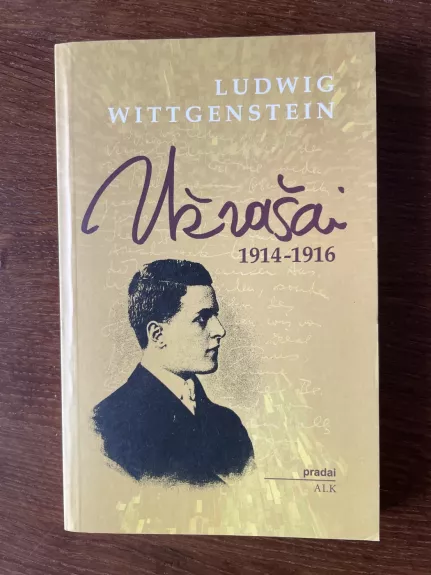 LUDWIG
WITTGENSTEIN
Užrašai
1914-1916
pradai
ALK